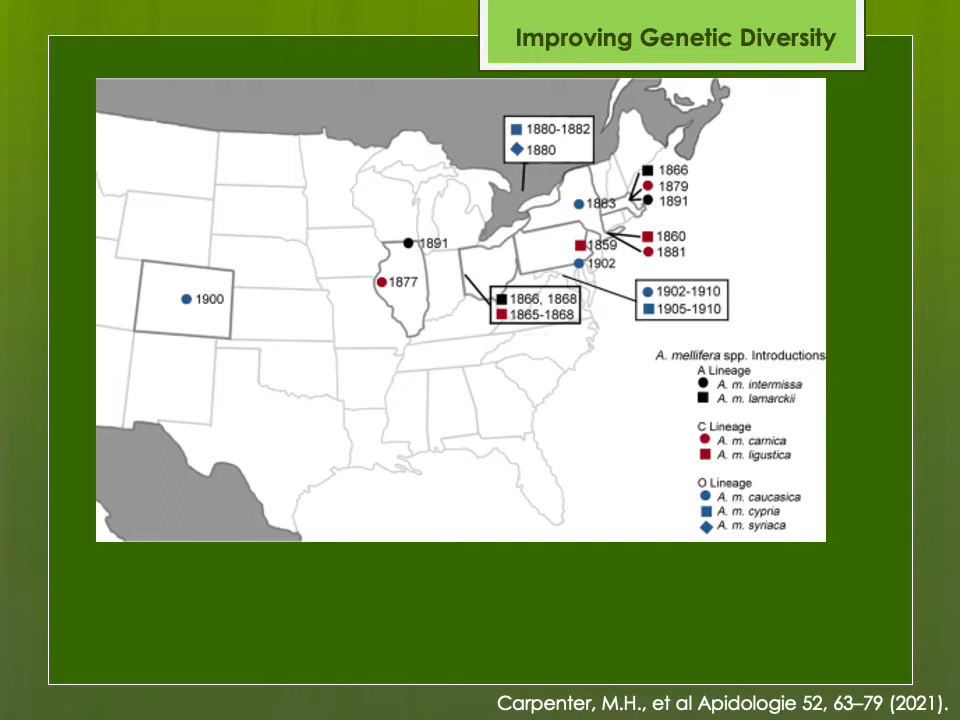 Improving Genetic Diversity
1880-1882
1880
1866
1879
1891
1883
1860
1881
1859
1902
1891
1877
1900
1866, 1868
1865-1868
1902-1910
1905-1910
A. mellifera spp. Introductions
A Lineage
A. m. intermissa
A. m. lamarckii
C Lineage
A. m. carnica
A. m. ligustica
O Lineage
A. m. caucasica
A. m. cypria
A. m. syriaca
Carpenter, M.H., et al Apidologie 52, 63–79 (2021).